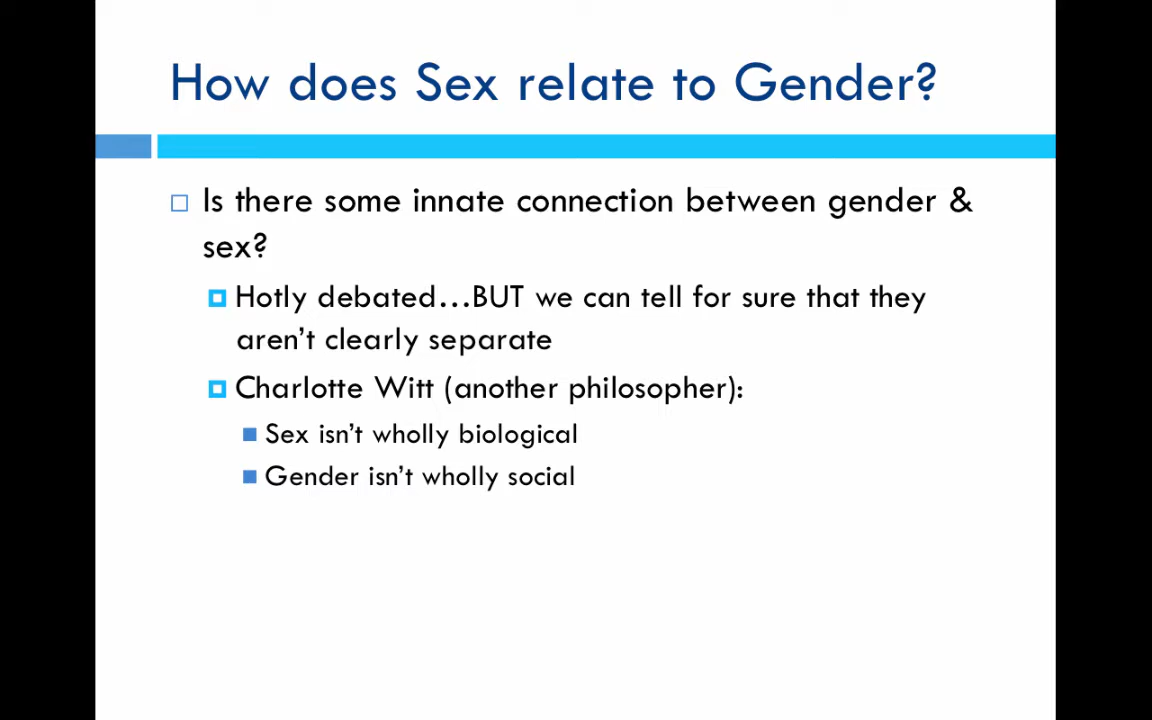 How does Sex relate to Gender?
Is there some innate connection between gender &
sex?
Hotly debated...BUT we can tell for sure that they
aren't clearly separate
Charlotte Witt (another philosopher):
Sex isn't wholly biological
Gender isn't wholly social